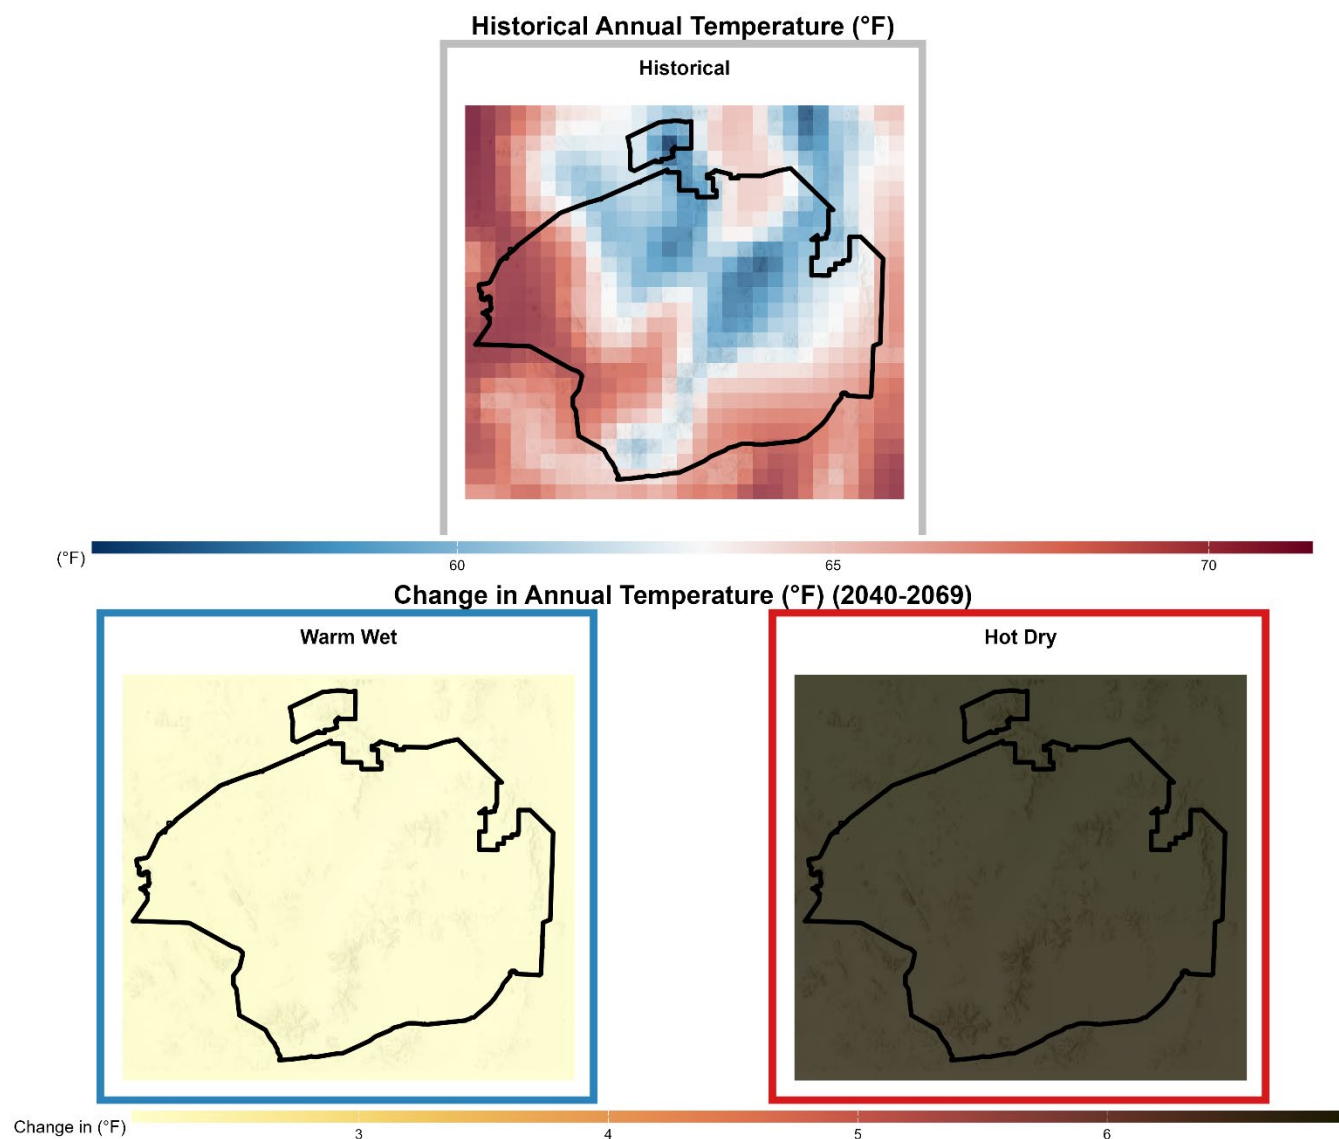 Historical Annual Temperature (°F)
Historical
(°F)
60
65
70
Change in Annual Temperature (°F) (2040-2069)
Warm Wet
Hot Dry
Change in (°F)
3
4
5
6